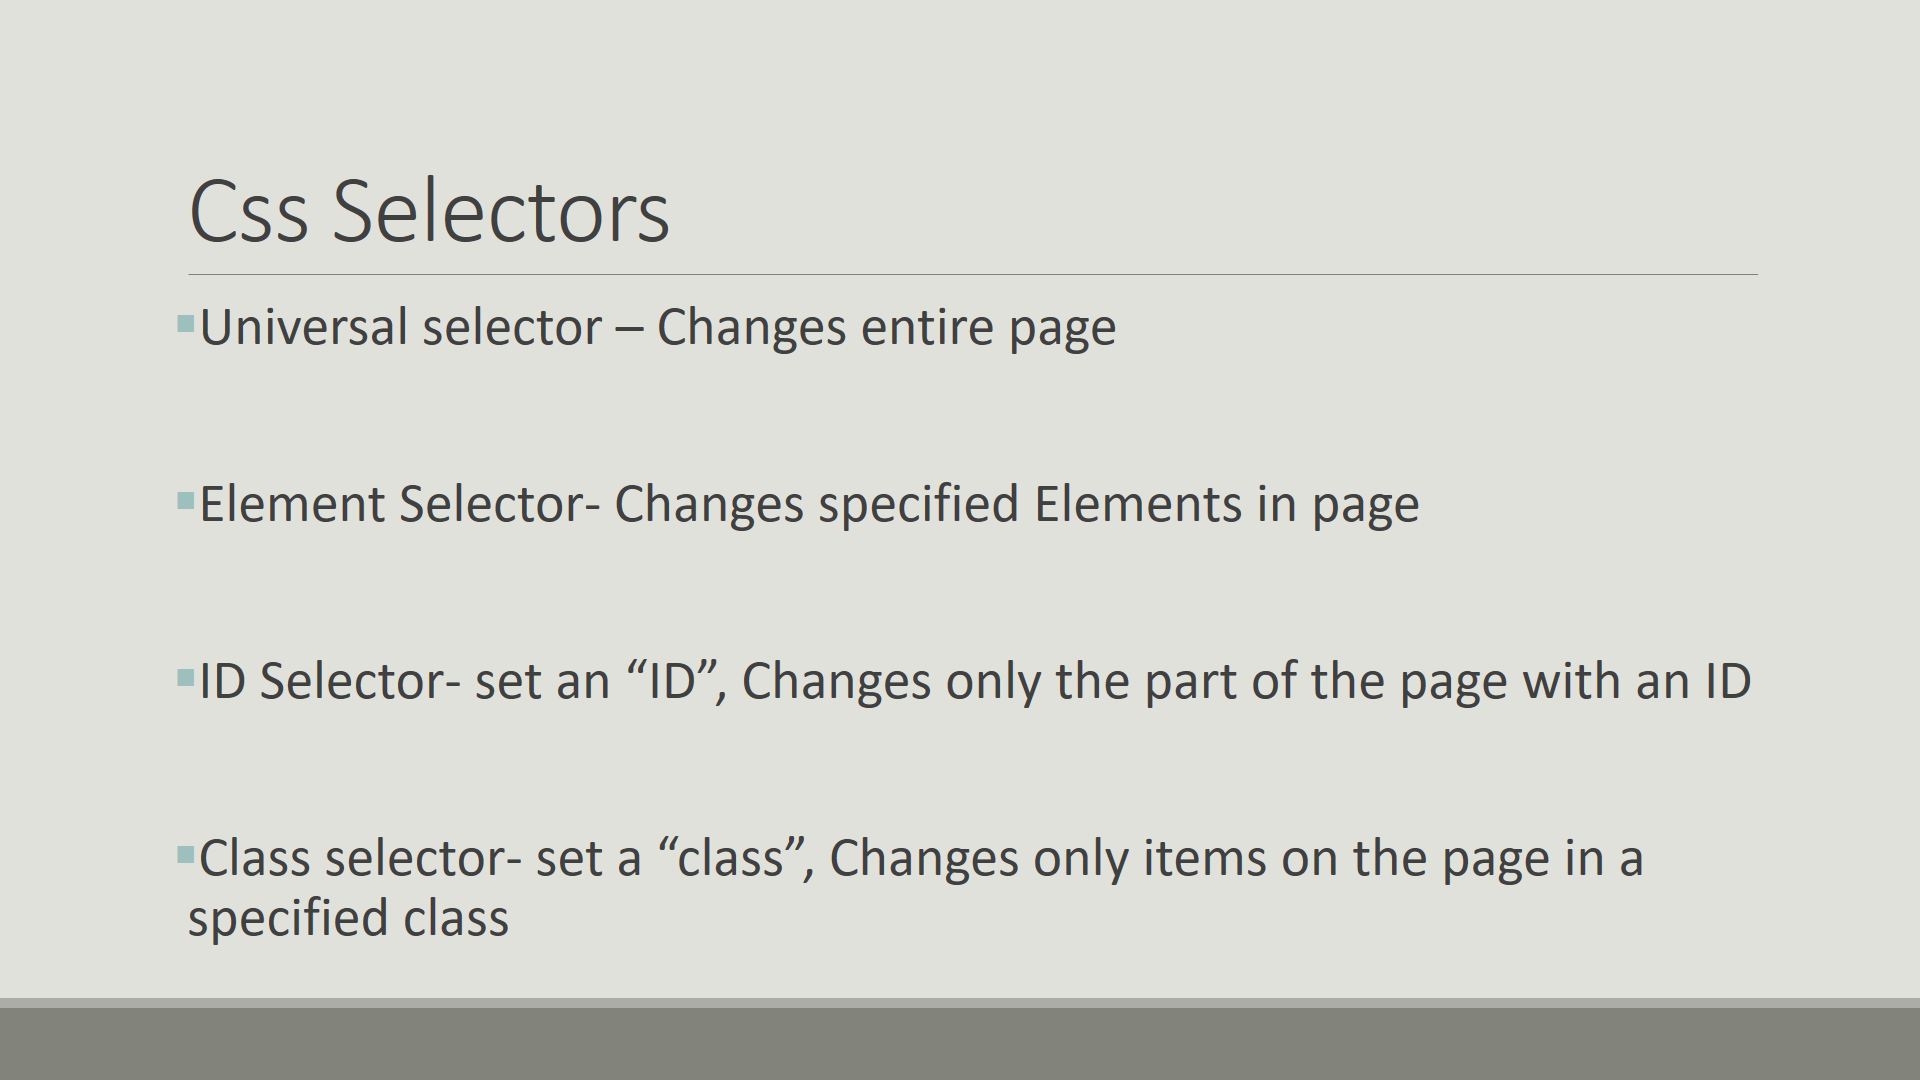 Css Selectors
Universal selector – Changes entire page
Element Selector- Changes specified Elements in page
ID Selector- set an “ID”, Changes only the part of the page with an ID
Class selector- set a “class”, Changes only items on the page in a
specified class